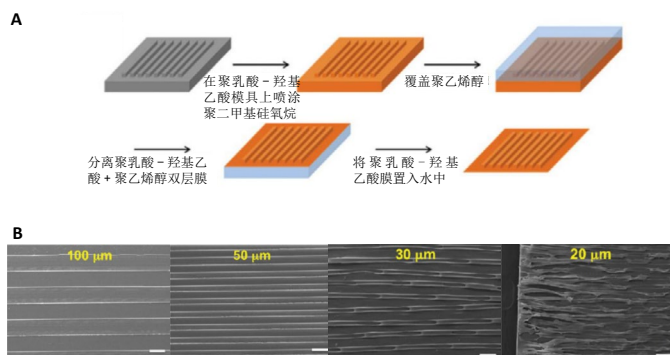 A
在聚乳酸－羟基
乙酸模具上喷涂
聚二甲基硅氧烷
覆盖聚乙烯醇
分离聚乳酸－羟基乙
酸+聚乙烯醇双层膜
将聚乳酸－羟基
乙酸膜置入水中
B
100 μm
50 μm
30 μm
20 μm